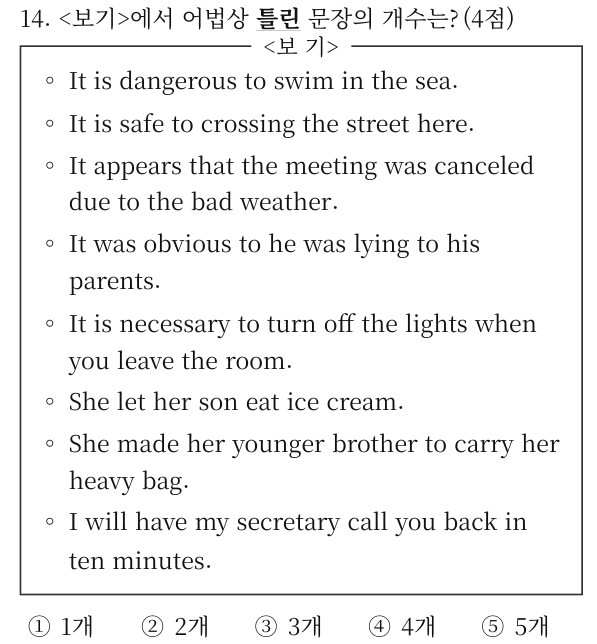 14. <보기>에서 어법상 틀린 문장의 개수는? (4점)
<보 기>
◦ It is dangerous to swim in the sea.
◦ It is safe to crossing the street here.
◦ It appears that the meeting was canceled
due to the bad weather.
◦ It was obvious to he was lying to his
parents.
◦ It is necessary to turn off the lights when
you leave the room.
◦ She let her son eat ice cream.
◦ She made her younger brother to carry her
heavy bag.
◦ I will have my secretary call you back in
ten minutes.
① 1개 ② 2개 ③ 3개 ④ 4개 ⑤ 5개